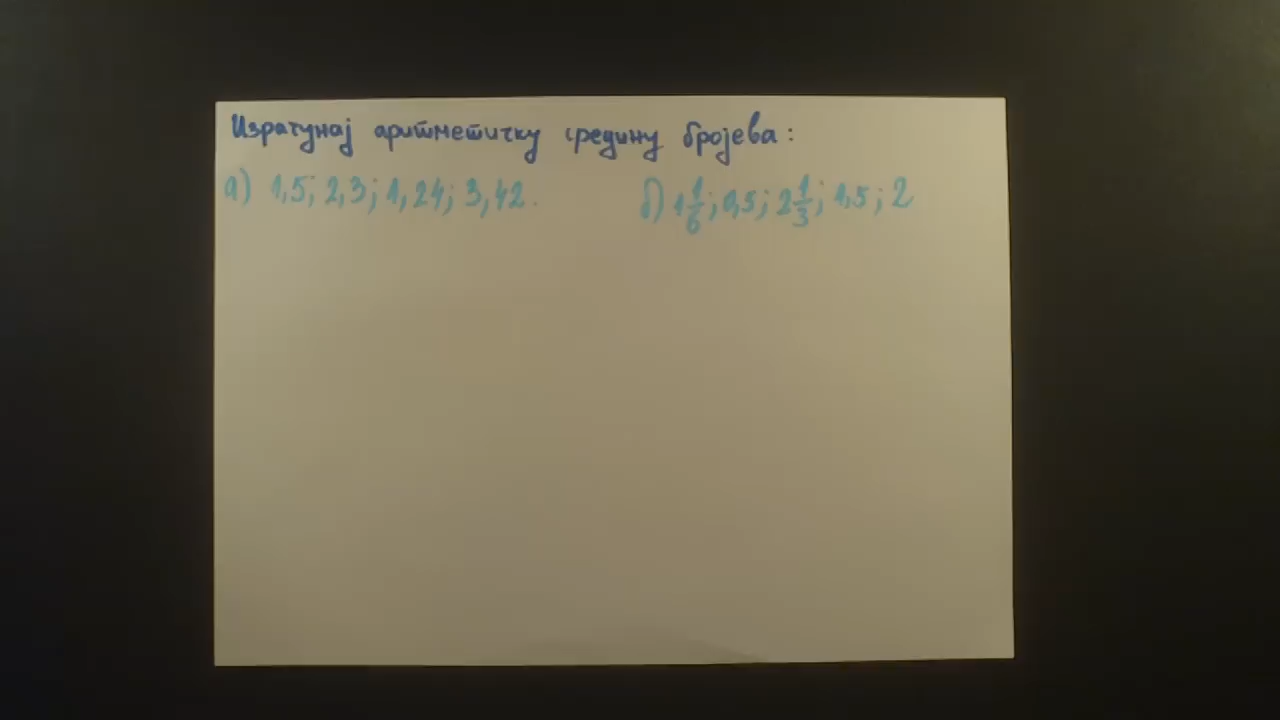 Израчунај аритметичку средину бројева:
а) 1,5; 2,3; 1,24; 3,42. б) 1 1/6; 0,5; 2 1/3; 1,5; 2